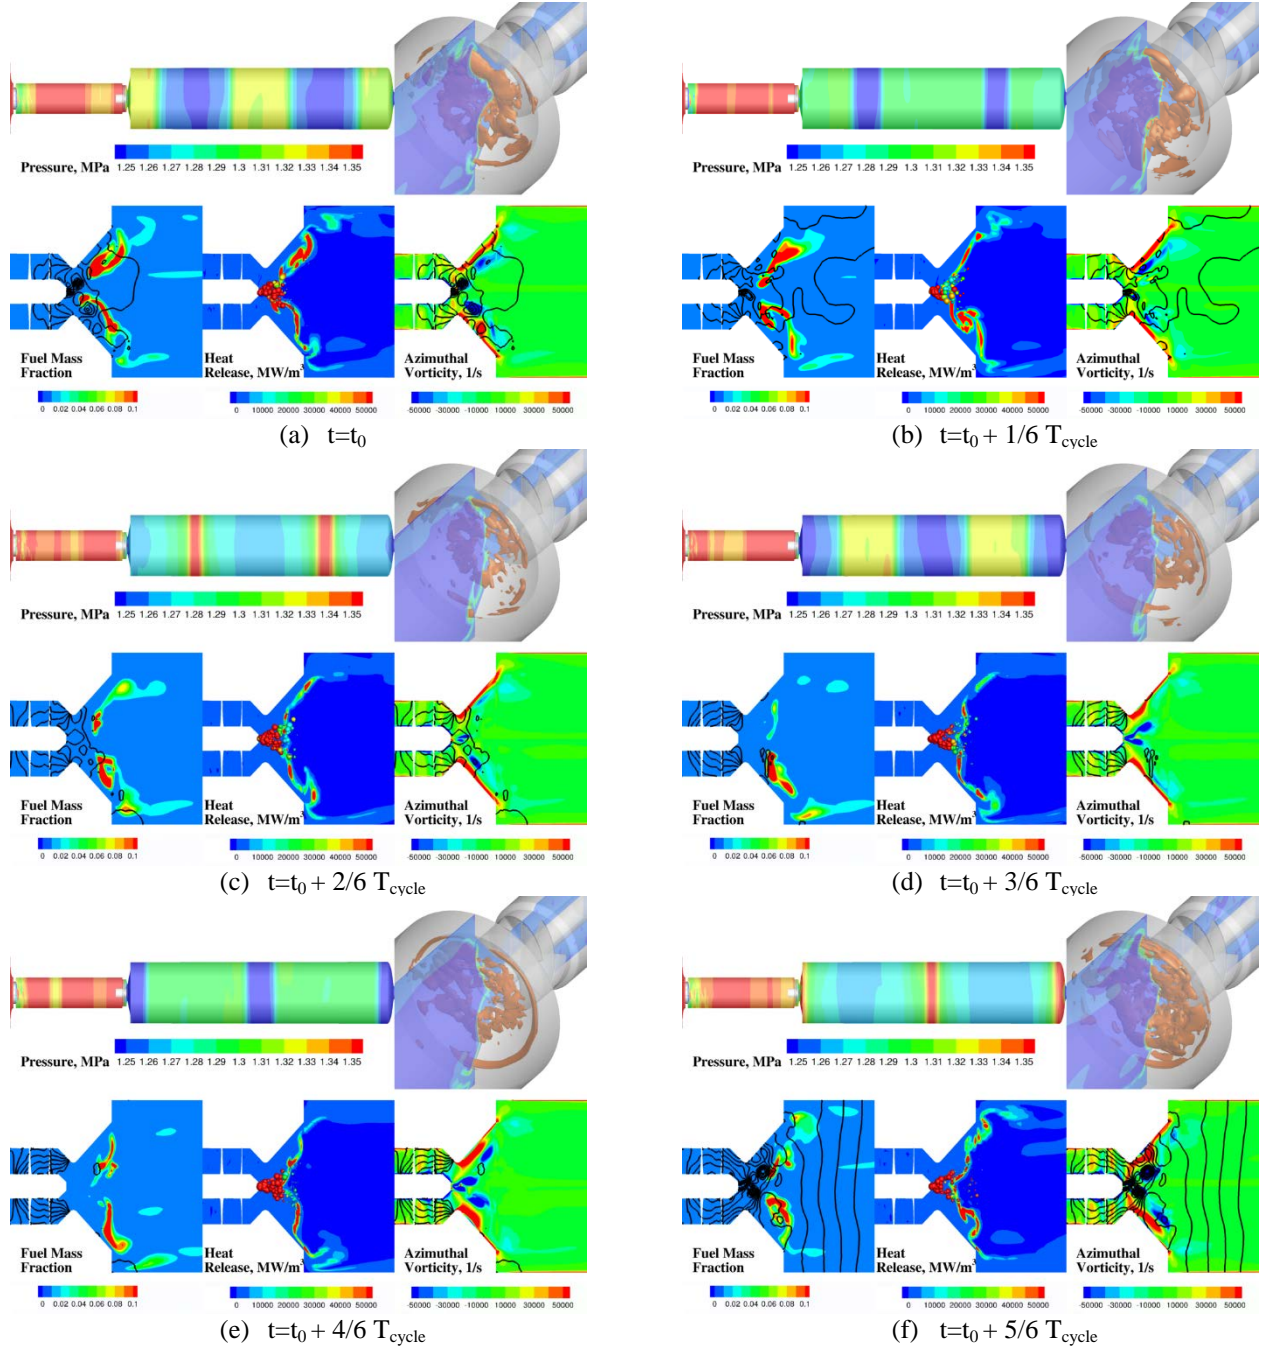 Pressure, MPa 1.25 1.26 1.27 1.28 1.29 1.3 1.31 1.32 1.33 1.34 1.35
Fuel Mass
Fraction
Heat
Release, MW/m³
Azimuthal
Vorticity, 1/s
0 0.02 0.04 0.06 0.08 0.1
0 10000 20000 30000 40000 50000
-50000 -30000 -10000 10000 30000 50000
(a) t=t₀
Pressure, MPa 1.25 1.26 1.27 1.28 1.29 1.3 1.31 1.32 1.33 1.34 1.35
Fuel Mass
Fraction
Heat
Release, MW/m³
Azimuthal
Vorticity, 1/s
0 0.02 0.04 0.06 0.08 0.1
0 10000 20000 30000 40000 50000
-50000 -30000 -10000 10000 30000 50000
(b) t=t₀ + 1/6 T_cycle
Pressure, MPa 1.25 1.26 1.27 1.28 1.29 1.3 1.31 1.32 1.33 1.34 1.35
Fuel Mass
Fraction
Heat
Release, MW/m³
Azimuthal
Vorticity, 1/s
0 0.02 0.04 0.06 0.08 0.1
0 10000 20000 30000 40000 50000
-50000 -30000 -10000 10000 30000 50000
(c) t=t₀ + 2/6 T_cycle
Pressure, MPa 1.25 1.26 1.27 1.28 1.29 1.3 1.31 1.32 1.33 1.34 1.35
Fuel Mass
Fraction
Heat
Release, MW/m³
Azimuthal
Vorticity, 1/s
0 0.02 0.04 0.06 0.08 0.1
0 10000 20000 30000 40000 50000
-50000 -30000 -10000 10000 30000 50000
(d) t=t₀ + 3/6 T_cycle
Pressure, MPa 1.25 1.26 1.27 1.28 1.29 1.3 1.31 1.32 1.33 1.34 1.35
Fuel Mass
Fraction
Heat
Release, MW/m³
Azimuthal
Vorticity, 1/s
0 0.02 0.04 0.06 0.08 0.1
0 10000 20000 30000 40000 50000
-50000 -30000 -10000 10000 30000 50000
(e) t=t₀ + 4/6 T_cycle
Pressure, MPa 1.25 1.26 1.27 1.28 1.29 1.3 1.31 1.32 1.33 1.34 1.35
Fuel Mass
Fraction
Heat
Release, MW/m³
Azimuthal
Vorticity, 1/s
0 0.02 0.04 0.06 0.08 0.1
0 10000 20000 30000 40000 50000
-50000 -30000 -10000 10000 30000 50000
(f) t=t₀ + 5/6 T_cycle